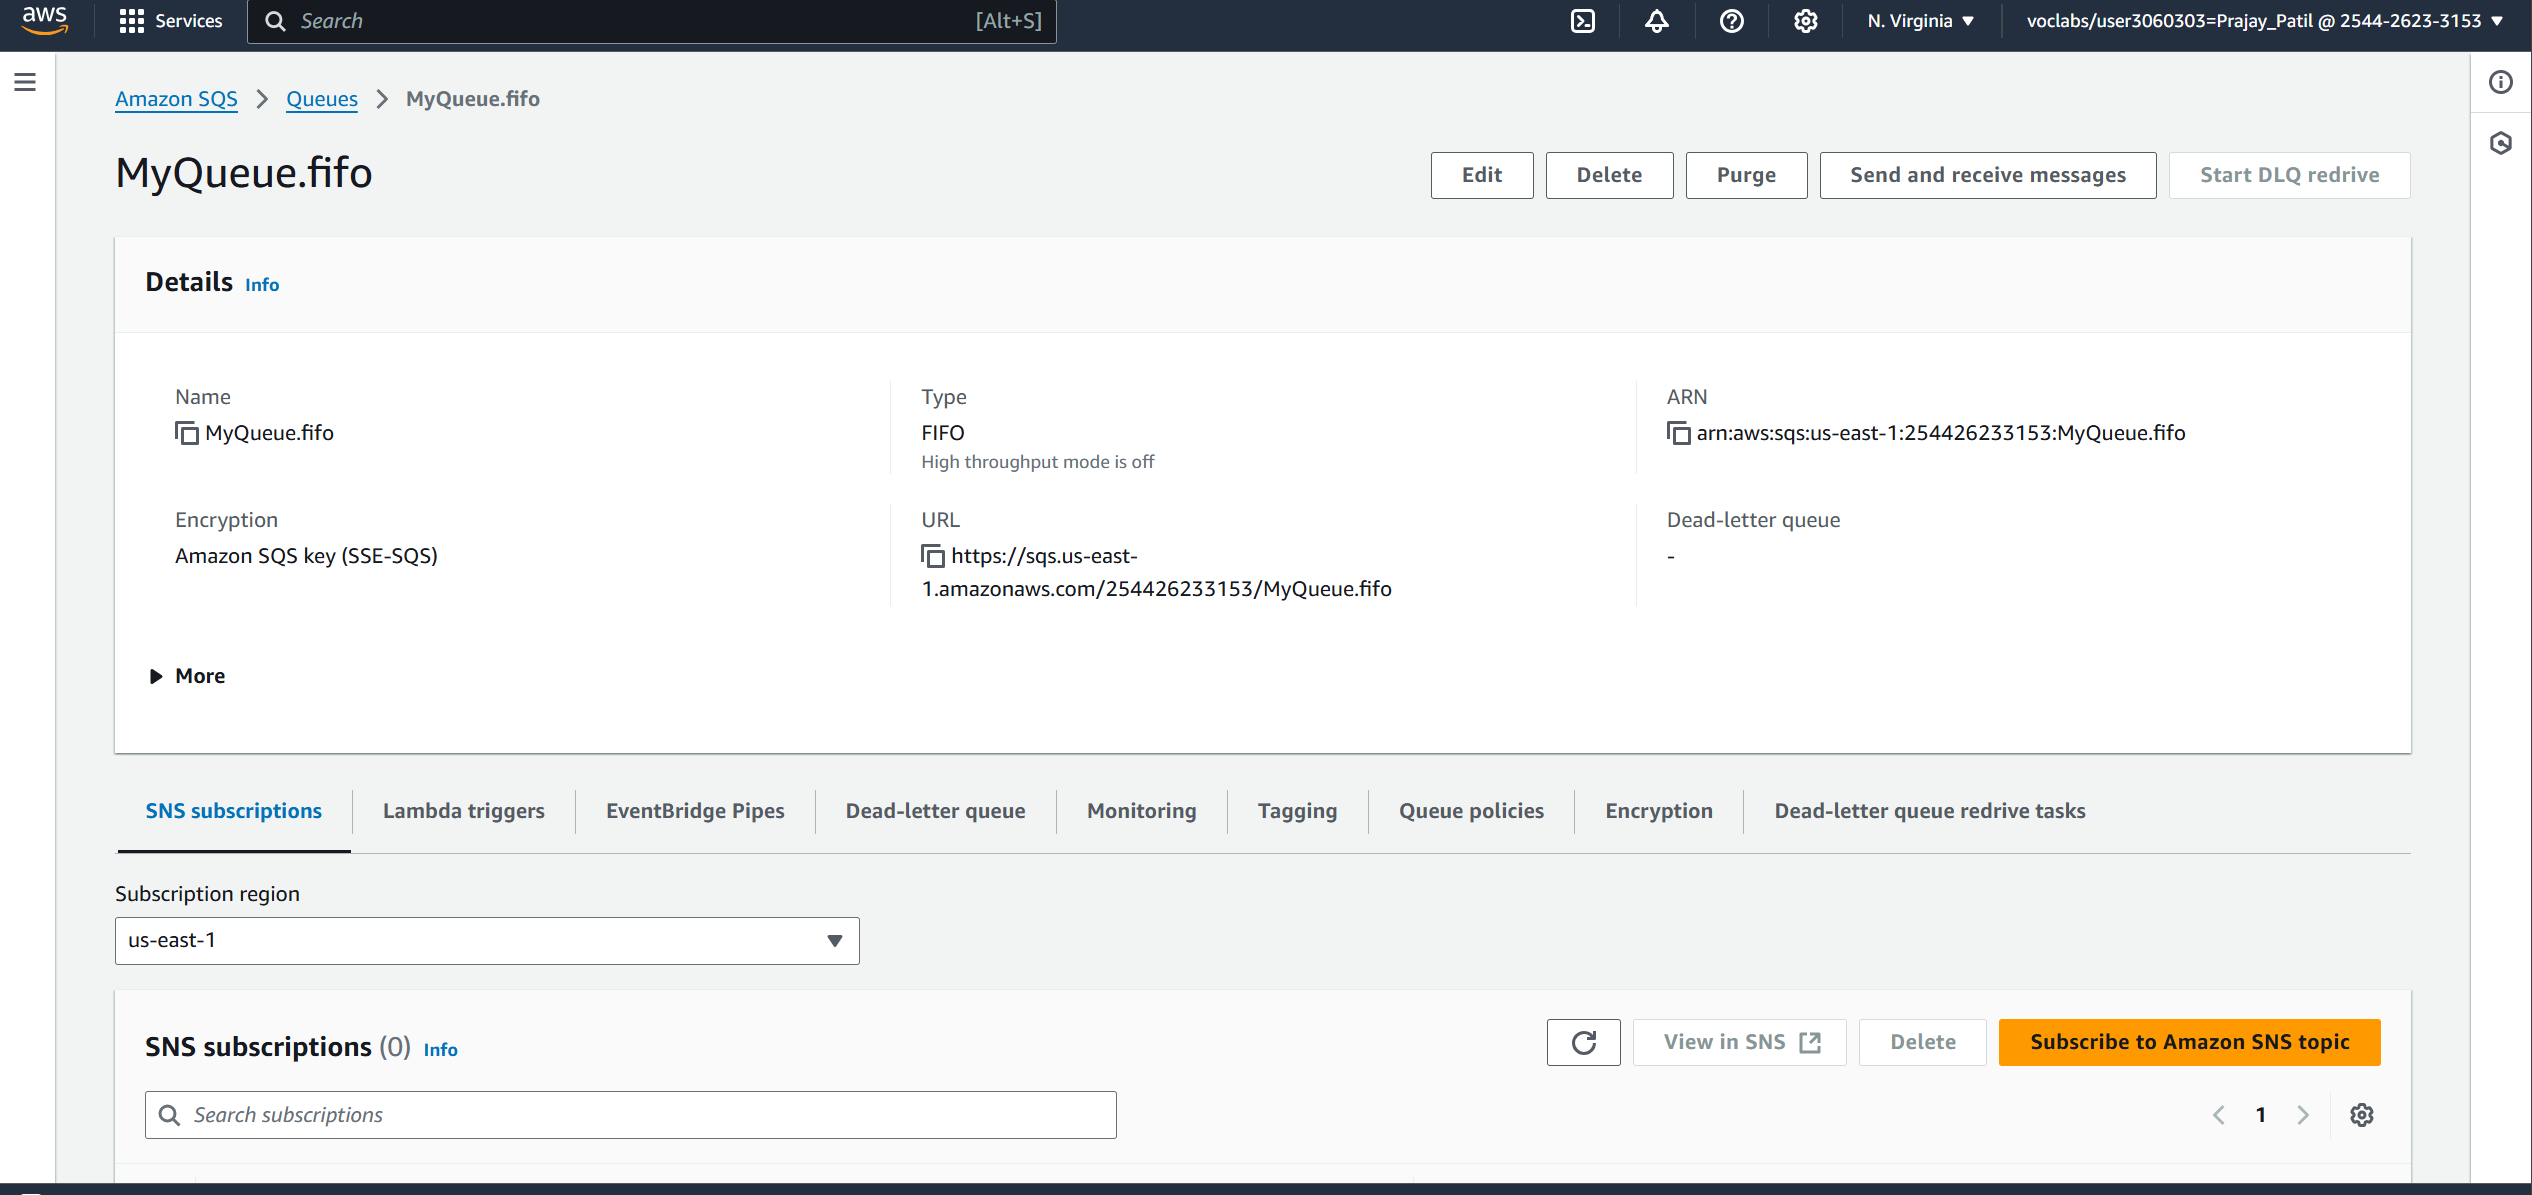 aws Services Search [Alt+S] N. Virginia voclabs/user3060303=Prajay_Patil @ 2544-2623-3153
Amazon SQS > Queues > MyQueue.fifo
MyQueue.fifo Edit Delete Purge Send and receive messages Start DLQ redrive
Details Info
Name Type ARN
MyQueue.fifo FIFO arn:aws:sqs:us-east-1:254426233153:MyQueue.fifo
High throughput mode is off
Encryption URL Dead-letter queue
Amazon SQS key (SSE-SQS) https://sqs.us-east- -
1.amazonaws.com/254426233153/MyQueue.fifo
More
SNS subscriptions Lambda triggers EventBridge Pipes Dead-letter queue Monitoring Tagging Queue policies Encryption Dead-letter queue redrive tasks
Subscription region
us-east-1
SNS subscriptions (0) Info View in SNS Delete Subscribe to Amazon SNS topic
Search subscriptions 1